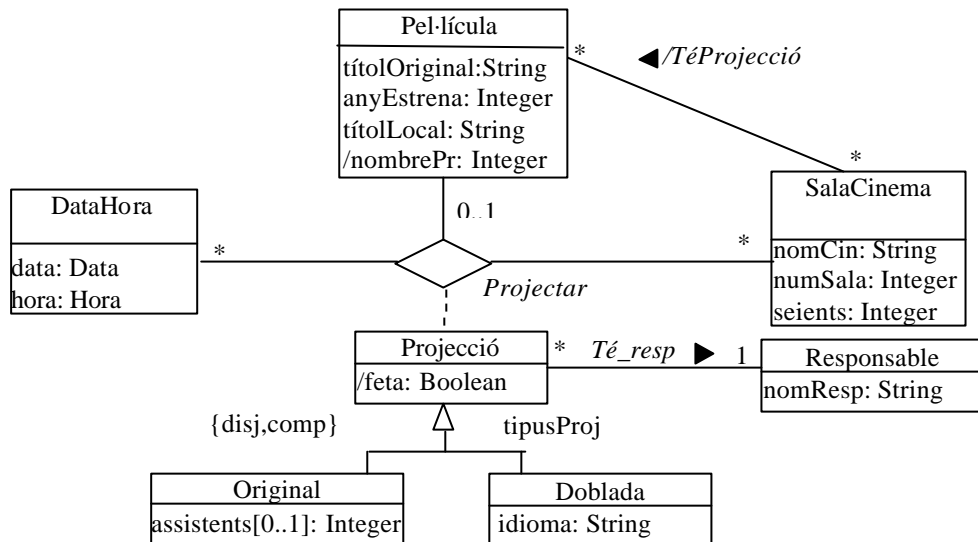 Pel·lícula
títolOriginal:String
anyEstrena: Integer
títolLocal: String
/nombrePr: Integer
*
/TéProjecció
*
SalaCinema
nomCin: String
numSala: Integer
seients: Integer
DataHora
data: Data
hora: Hora
*
0..1
*
Projectar
Projecció
/feta: Boolean
*
Té_resp
1
Responsable
nomResp: String
{disj,comp}
tipusProj
Original
assistents[0..1]: Integer
Doblada
idioma: String